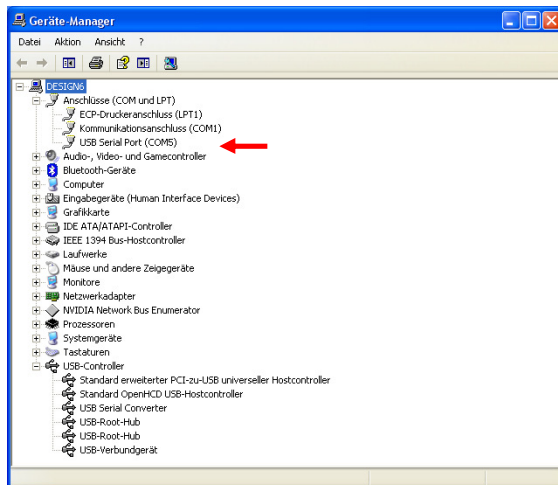 Geräte-Manager
Datei Aktion Ansicht ?
DESIGN6
Anschlüsse (COM und LPT)
ECP-Druckeranschluss (LPT1)
Kommunikationsanschluss (COM1)
USB Serial Port (COM5)
Audio-, Video- und Gamecontroller
Bluetooth-Geräte
Computer
Eingabegeräte (Human Interface Devices)
Grafikkarte
IDE ATA/ATAPI-Controller
IEEE 1394 Bus-Hostcontroller
Laufwerke
Mäuse und andere Zeigegeräte
Monitore
Netzwerkadapter
NVIDIA Network Bus Enumerator
Prozessoren
Systemgeräte
Tastaturen
USB-Controller
Standard erweiterter PCI-zu-USB universeller Hostcontroller
Standard OpenHCD USB-Hostcontroller
USB Serial Converter
USB-Root-Hub
USB-Root-Hub
USB-Verbundgerät